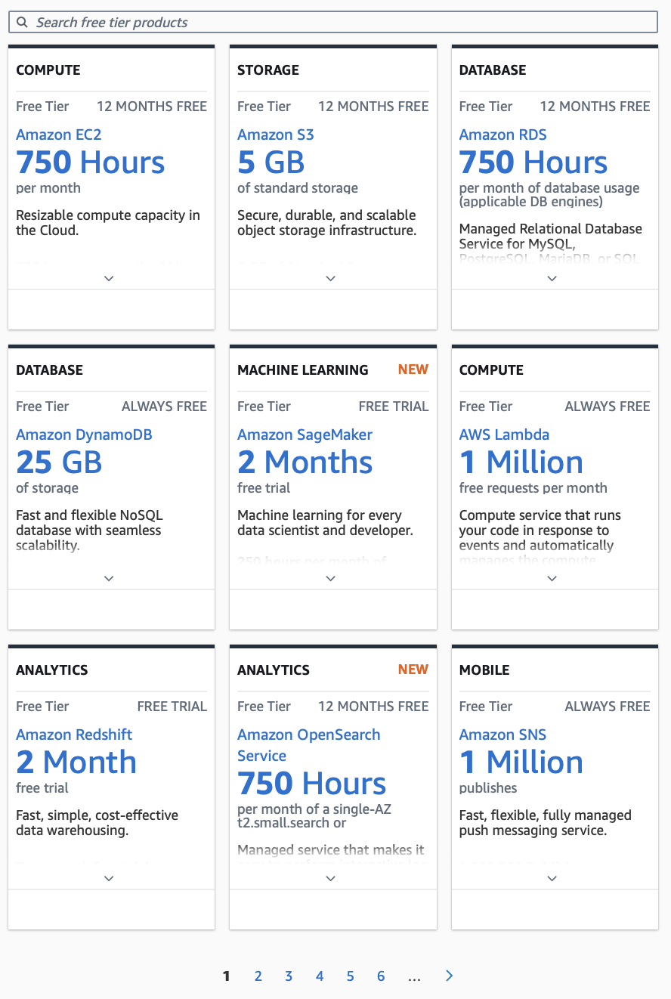 Search free tier products
COMPUTE
Free Tier 12 MONTHS FREE
Amazon EC2
750 Hours
per month
Resizable compute capacity in
the Cloud.
STORAGE
Free Tier 12 MONTHS FREE
Amazon S3
5 GB
of standard storage
Secure, durable, and scalable
object storage infrastructure.
DATABASE
Free Tier 12 MONTHS FREE
Amazon RDS
750 Hours
per month of database usage
(applicable DB engines)
Managed Relational Database
Service for MySQL,
PostgreSQL, MariaDB, or SQL
DATABASE
Free Tier ALWAYS FREE
Amazon DynamoDB
25 GB
of storage
Fast and flexible NoSQL
database with seamless
scalability.
MACHINE LEARNING NEW
Free Tier FREE TRIAL
Amazon SageMaker
2 Months
free trial
Machine learning for every
data scientist and developer.
250 hours per month of
COMPUTE
Free Tier ALWAYS FREE
AWS Lambda
1 Million
free requests per month
Compute service that runs
your code in response to
events and automatically
manages the compute
ANALYTICS
Free Tier FREE TRIAL
Amazon Redshift
2 Month
free trial
Fast, simple, cost-effective
data warehousing.
ANALYTICS NEW
Free Tier 12 MONTHS FREE
Amazon OpenSearch
Service
750 Hours
per month of a single-AZ
t2.small.search or
Managed service that makes it
MOBILE
Free Tier ALWAYS FREE
Amazon SNS
1 Million
publishes
Fast, flexible, fully managed
push messaging service.
1 2 3 4 5 6 ...